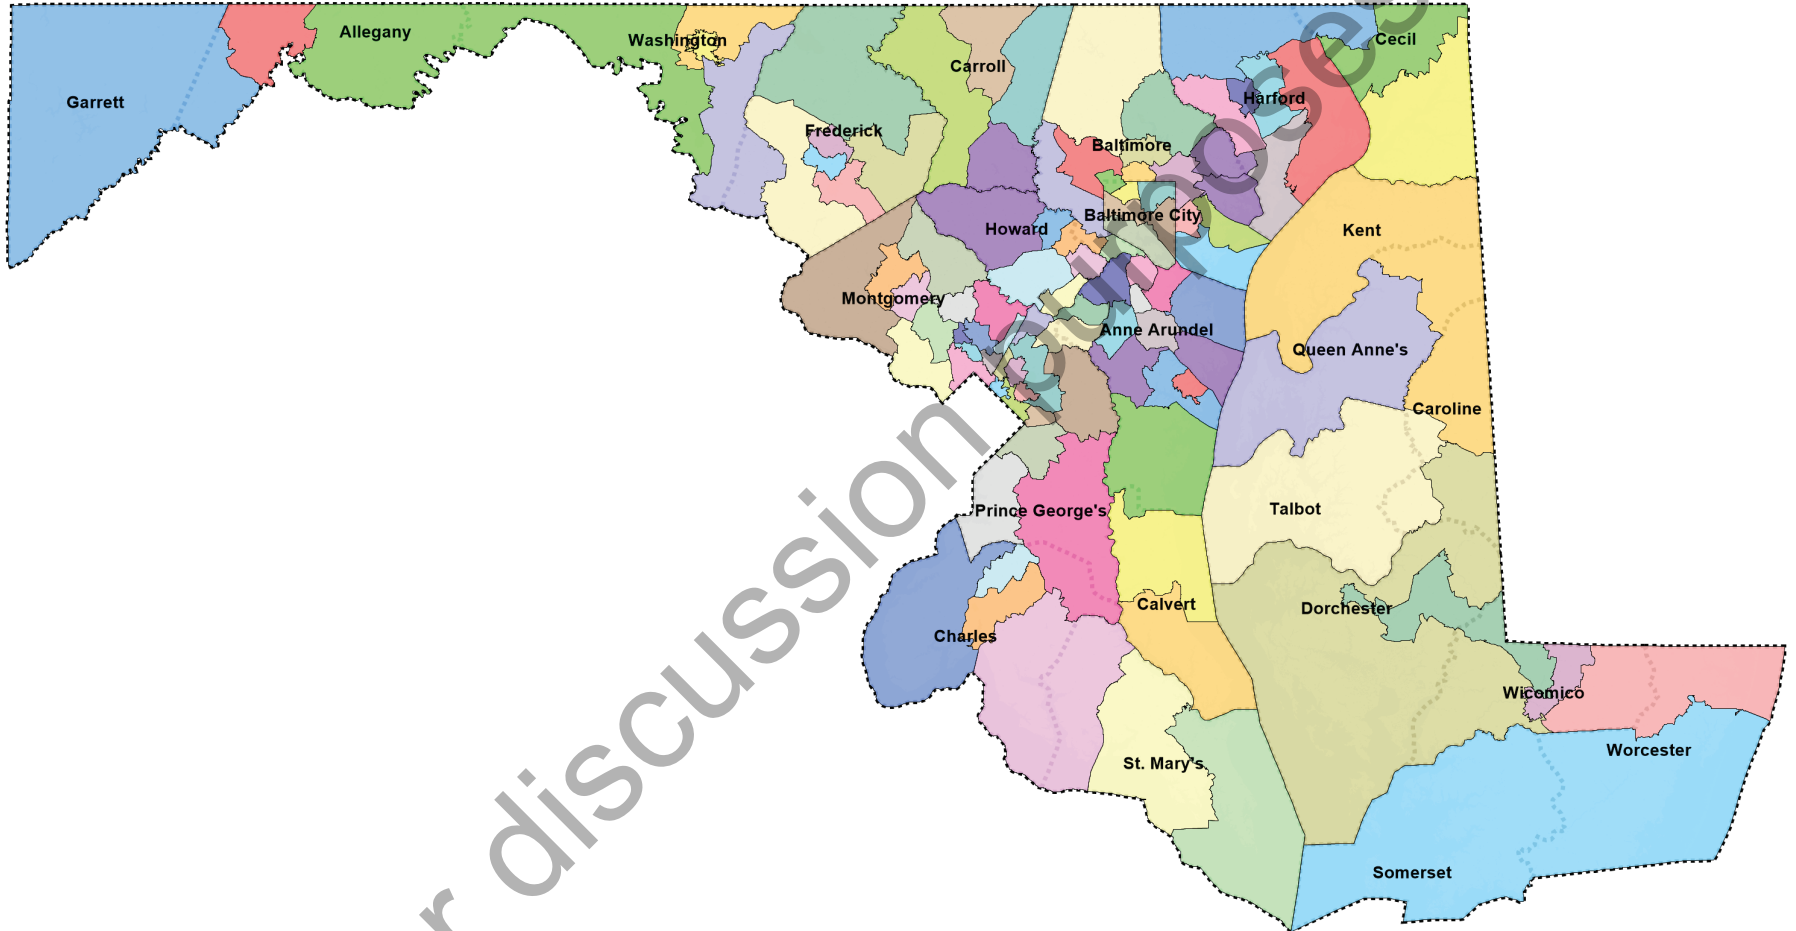 Allegany
Washington
Cecil
Carroll
Garrett
Harford
Frederick
Baltimore
Baltimore City
Howard
Kent
Montgomery
Anne Arundel
Queen Anne's
Caroline
Prince George's
Talbot
Calvert
Dorchester
Charles
Wicomico
Worcester
St. Mary's
Somerset
r discussion purposes